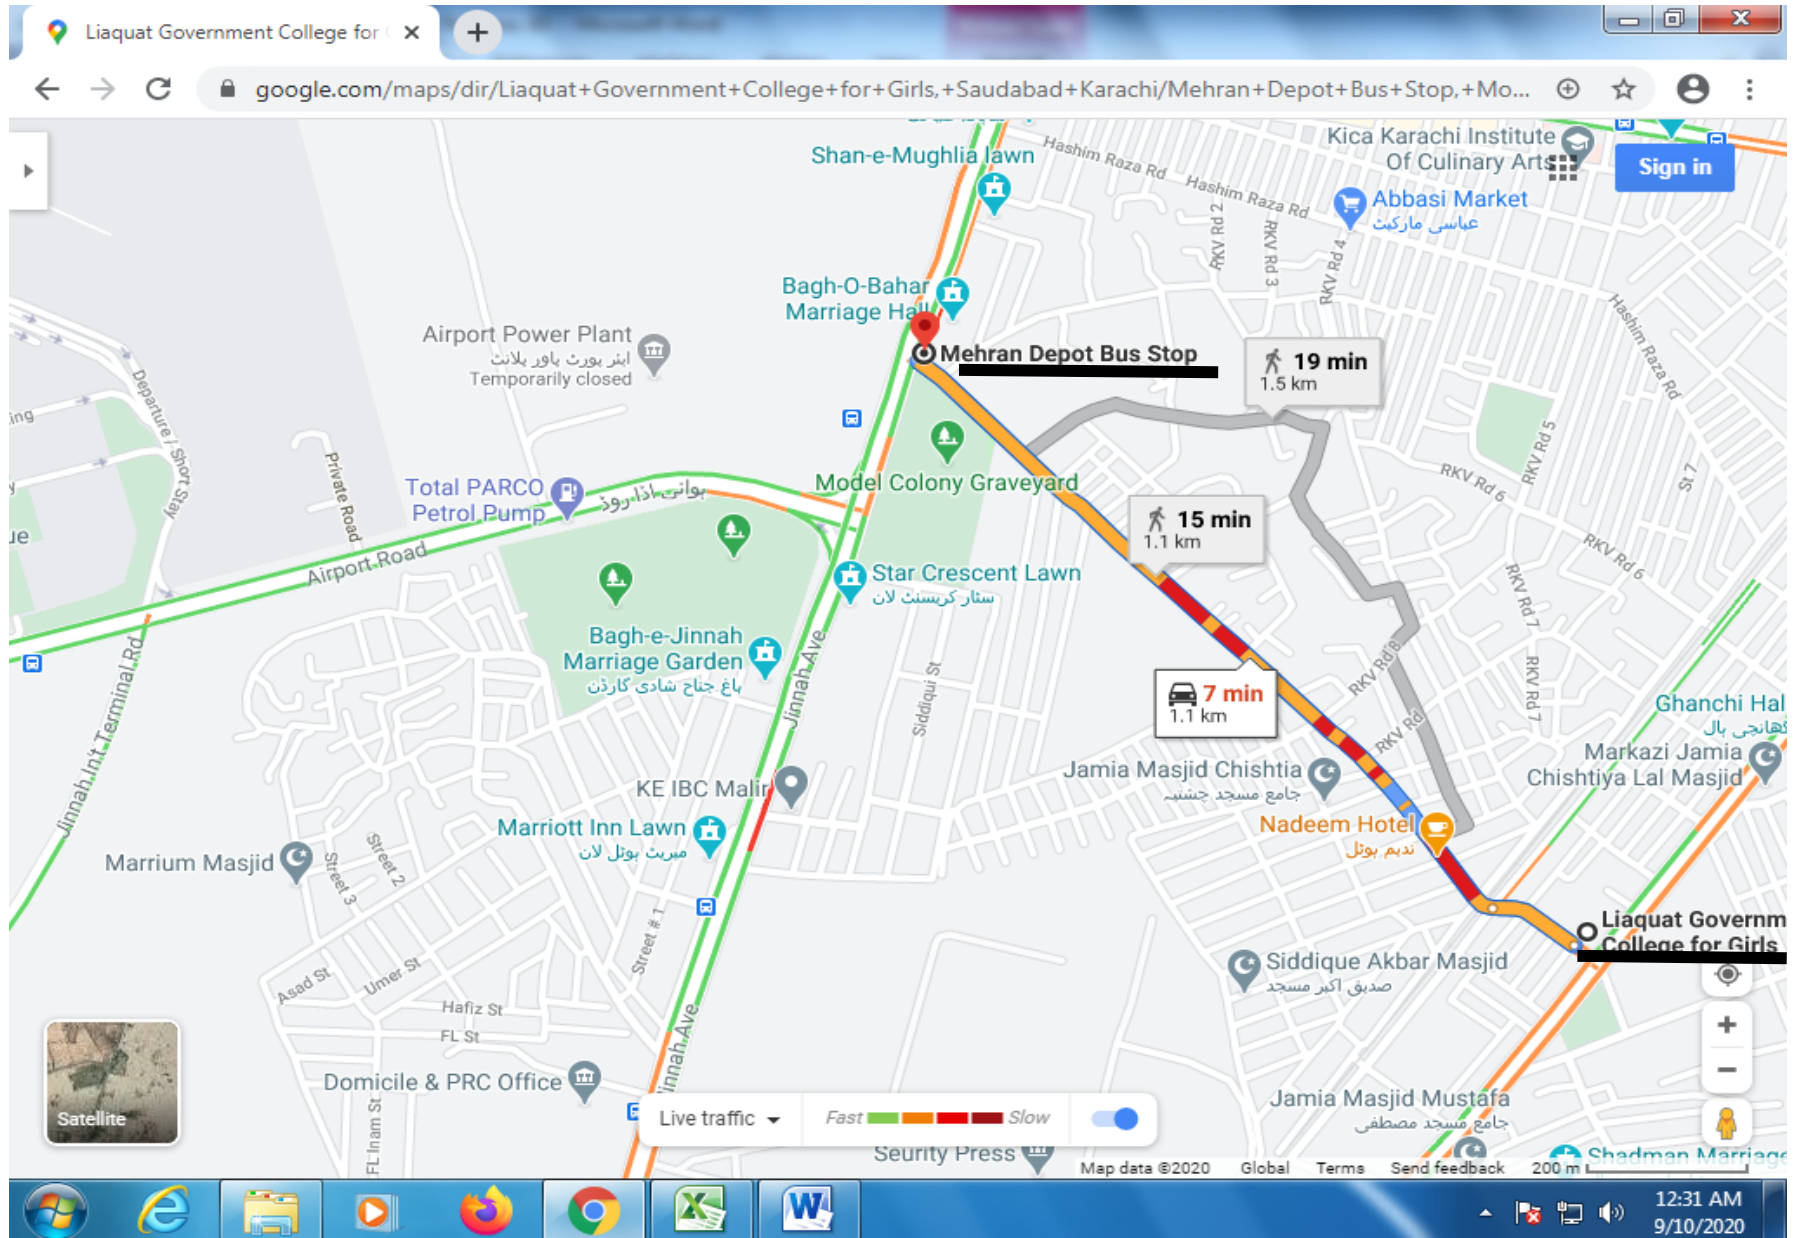 Liaquat Government College for
google.com/maps/dir/Liaquat+Government+College+for+Girls,+Saudabad+Karachi/Mehran+Depot+Bus+Stop,+Mo...
Sign in
Kica Karachi Institute
Of Culinary Arts
Shan-e-Mughlia lawn
Hashim Raza Rd
Hashim Raza Rd
Abbasi Market
عباسی مارکیٹ
RKV Rd 2
RKV Rd 3
RKV Rd 4
Hashim Raza Rd
Bagh-O-Bahar
Marriage Hall
Airport Power Plant
ائیر پورٹ پاور پلانٹ
Temporarily closed
Mehran Depot Bus Stop
19 min
1.5 km
Departure / Short Stay
Private Road
Total PARCO
Petrol Pump
ہوائی اڈا روڈ
Model Colony Graveyard
RKV Rd 5
RKV Rd 6
St 7
15 min
1.1 km
RKV Rd 6
Airport Road
Star Crescent Lawn
سٹار کریسنٹ لان
RKV Rd 7
Bagh-e-Jinnah
Marriage Garden
باغ جناح شادی گارڈن
Jinnah Ave
Siddiqui St
RKV Rd 8
RKV Rd 7
7 min
1.1 km
RKV Rd
Jinnah Int'l Terminal Rd
Ghanchi Hal
گھانچی ہال
Markazi Jamia
Chishtiya Lal Masjid
Jamia Masjid Chishtia
جامع مسجد چشتیہ
KE IBC Malir
Nadeem Hotel
ندیم ہوٹل
Marriott Inn Lawn
میریٹ ہوٹل لان
Marrium Masjid
Street 2
Street 3
Street # 1
Liaquat Governm
College for Girls
Siddique Akbar Masjid
صدیق اکبر مسجد
Asad St
Umer St
Hafiz St
FL St
Jinnah Ave
Domicile & PRC Office
FL Inam St
Satellite
Live traffic
Fast
Slow
Jamia Masjid Mustafa
جامع مسجد مصطفی
Seurity Press
Shadman Marriage
Map data ©2020 Global Terms Send feedback 200 m
12:31 AM
9/10/2020